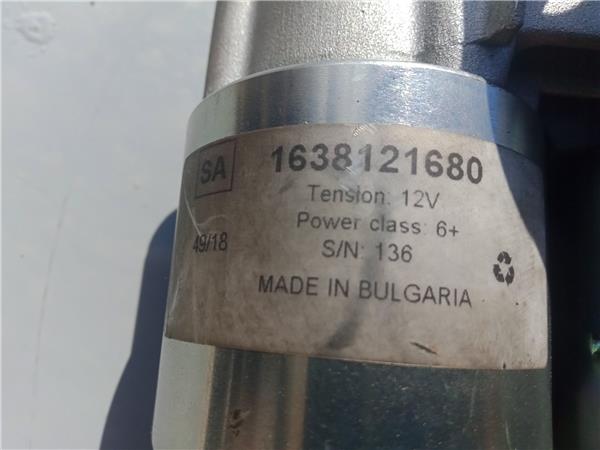 SA
1638121680
Tension: 12V
Power class: 6+
49/18
S/N: 136
MADE IN BULGARIA